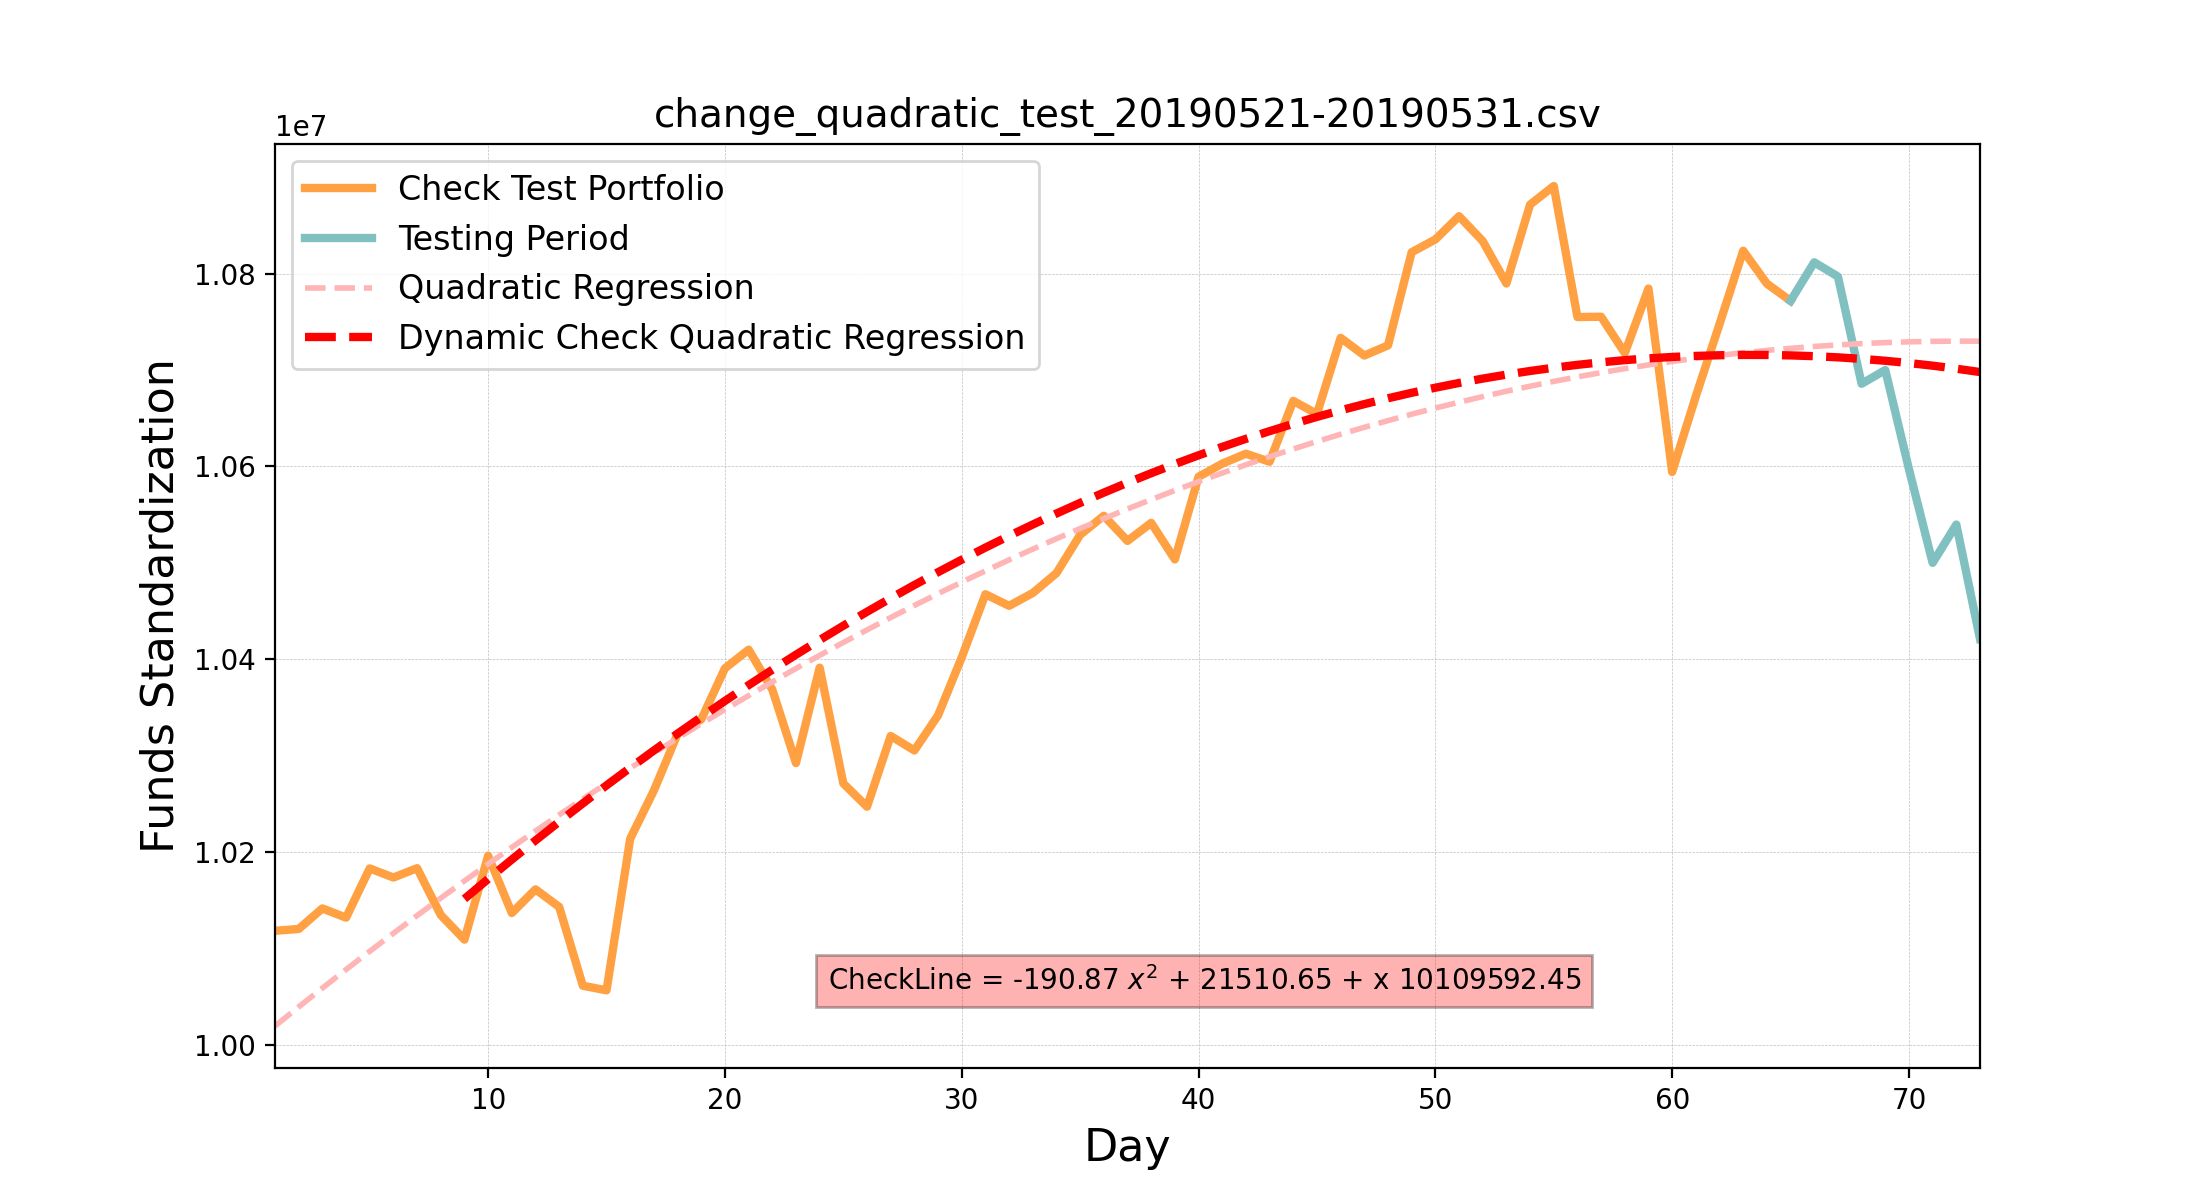 change_quadratic_test_20190521-20190531.csv
1e7
Check Test Portfolio
Testing Period
Quadratic Regression
Dynamic Check Quadratic Regression
1.08
1.06
1.04
1.02
1.00
Funds Standardization
CheckLine = -190.87 x² + 21510.65 + x 10109592.45
10 20 30 40 50 60 70
Day